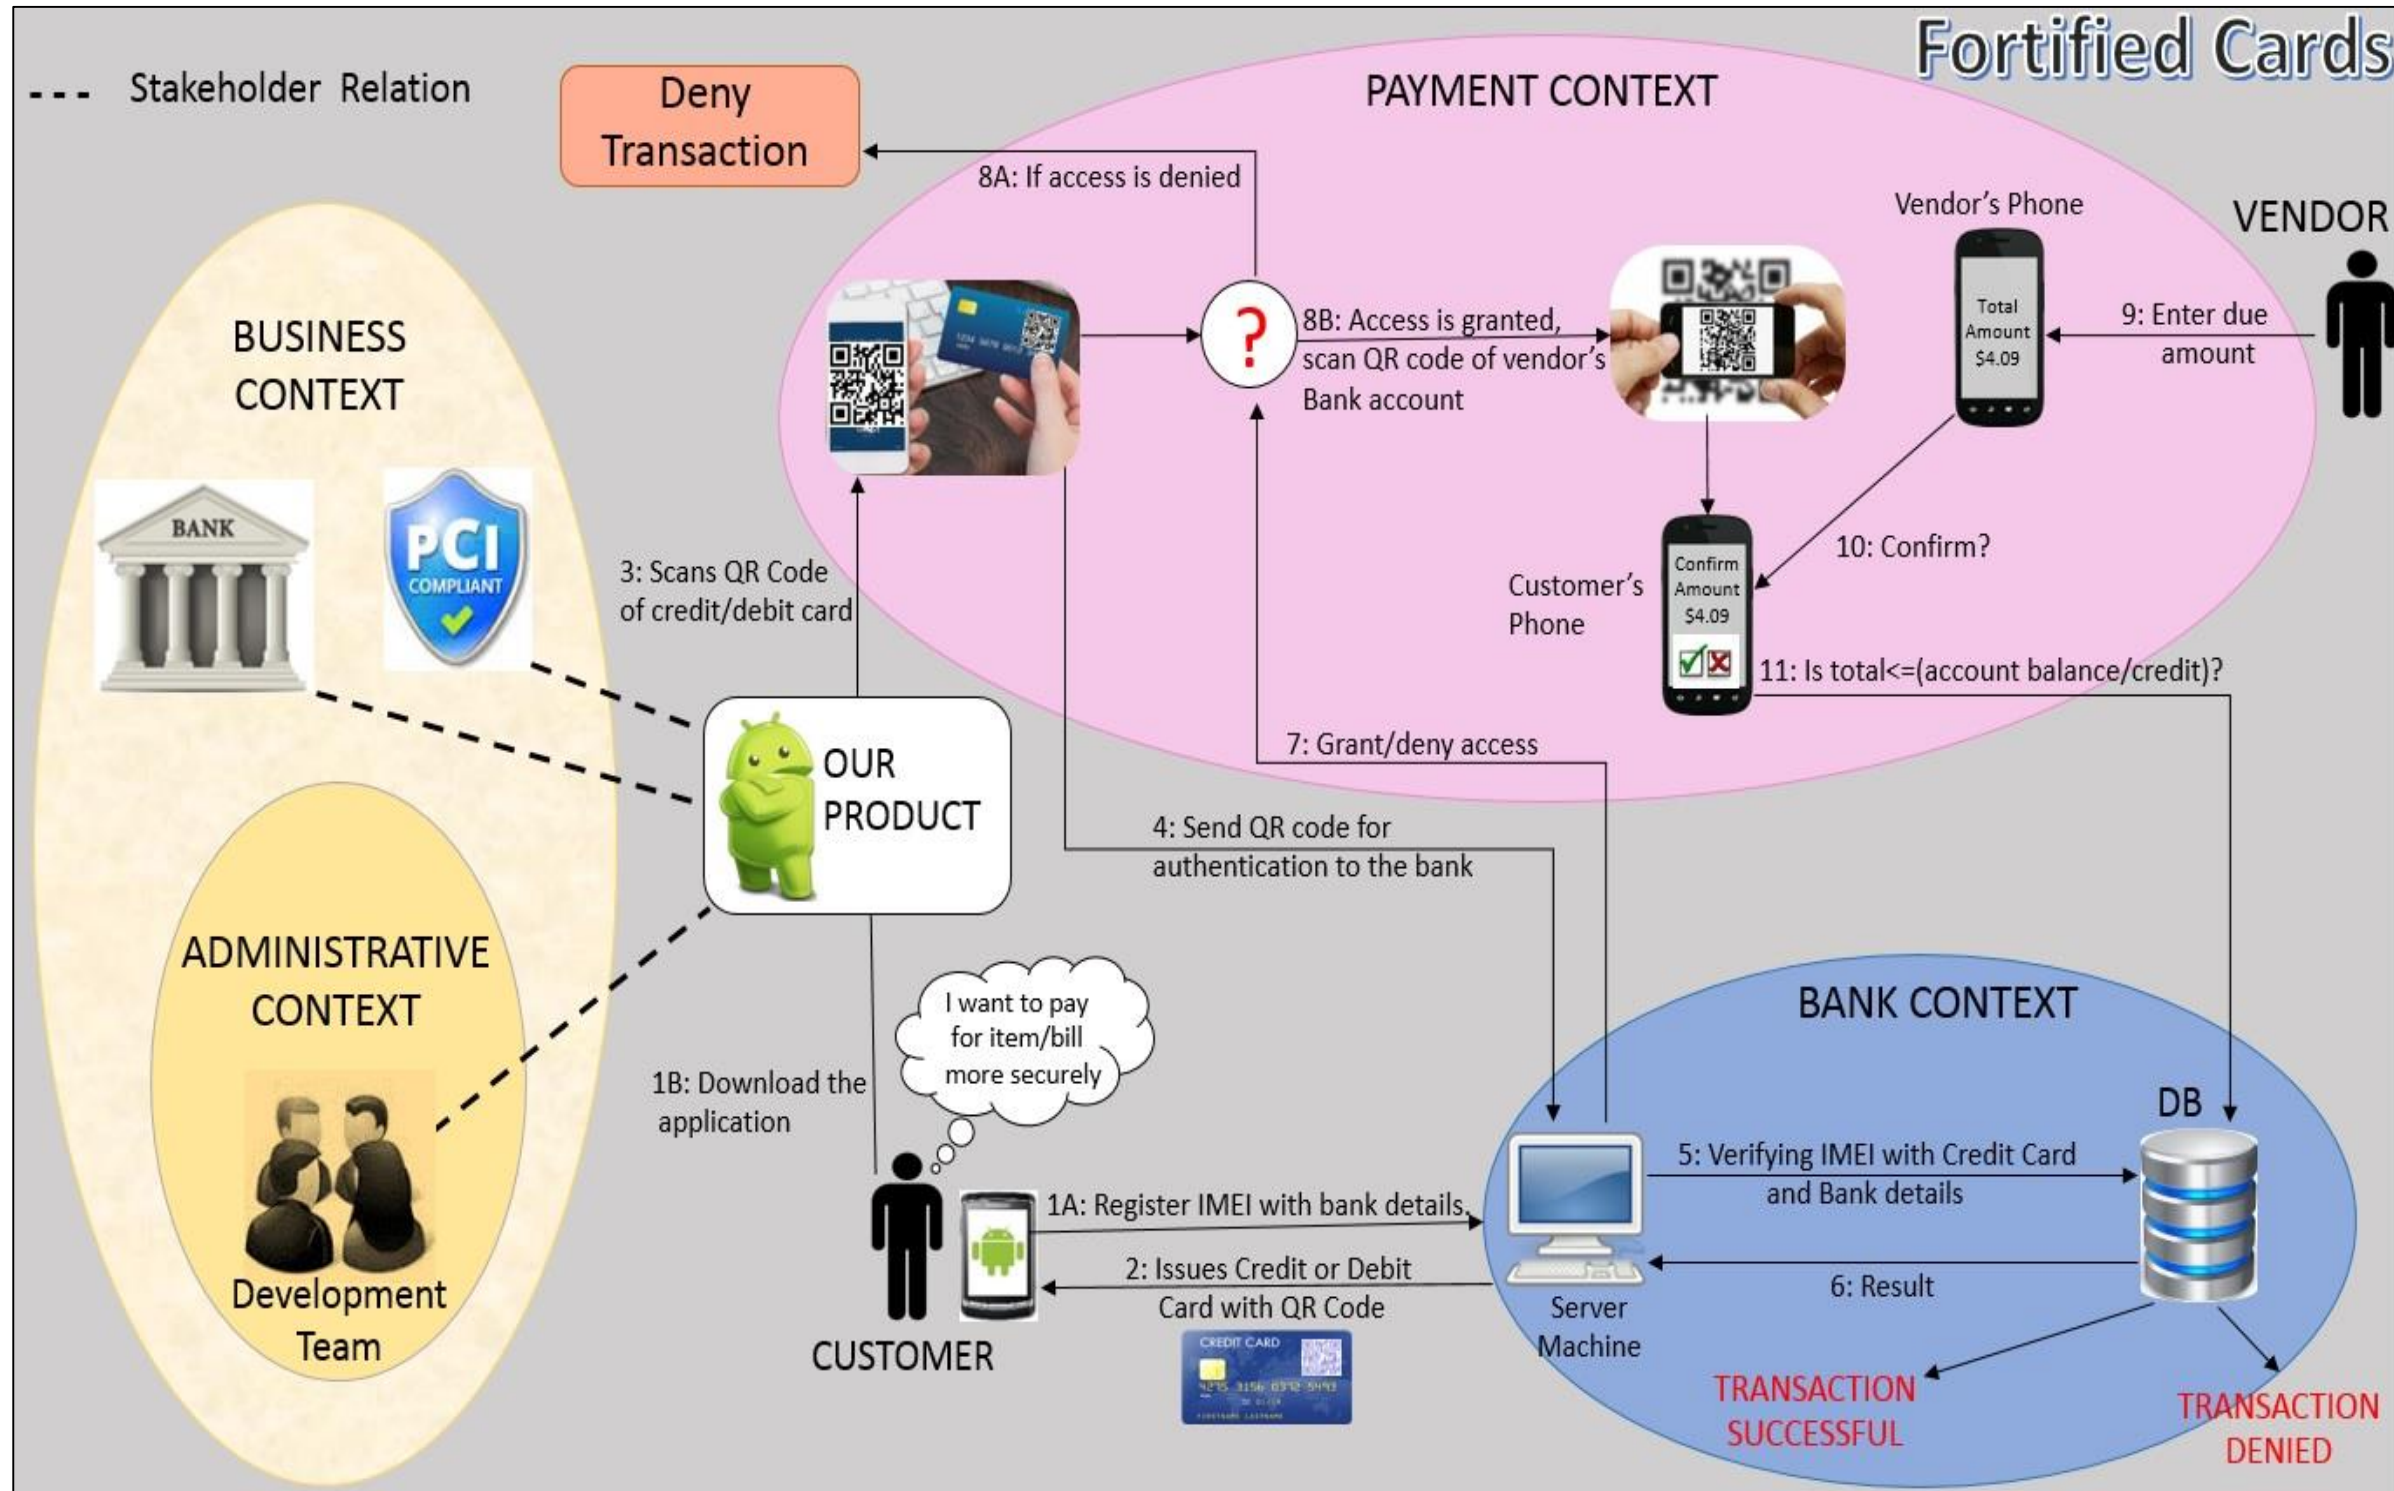 Fortified Cards
--- Stakeholder Relation
Deny
Transaction
PAYMENT CONTEXT
8A: If access is denied
Vendor's Phone
VENDOR
Total
Amount
$4.09
9: Enter due
amount
?
8B: Access is granted,
scan QR code of vendor's
Bank account
BUSINESS
CONTEXT
BANK
PCI
COMPLIANT
3: Scans QR Code
of credit/debit card
10: Confirm?
Customer's
Phone
Confirm
Amount
$4.09
11: Is total<=(account balance/credit)?
7: Grant/deny access
OUR
PRODUCT
4: Send QR code for
authentication to the bank
ADMINISTRATIVE
CONTEXT
Development
Team
I want to pay
for item/bill
more securely
1B: Download the
application
CUSTOMER
1A: Register IMEI with bank details.
2: Issues Credit or Debit
Card with QR Code
CREDIT CARD
4275 3156 0372 5493
FIRSTNAME LASTNAME
BANK CONTEXT
DB
5: Verifying IMEI with Credit Card
and Bank details
6: Result
Server
Machine
TRANSACTION
SUCCESSFUL
TRANSACTION
DENIED